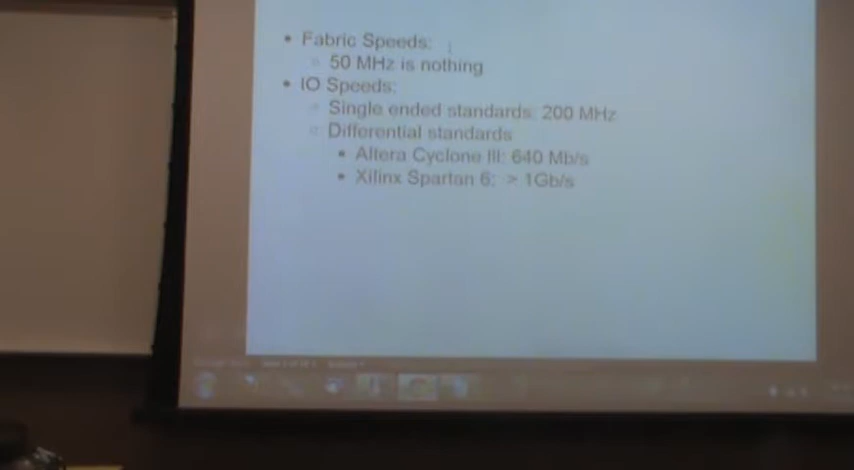 • Fabric Speeds:
○ 50 MHz is nothing
• IO Speeds:
○ Single ended standards: 200 MHz
○ Differential standards
▪ Altera Cyclone III: 640 Mb/s
▪ Xilinx Spartan 6: > 1Gb/s